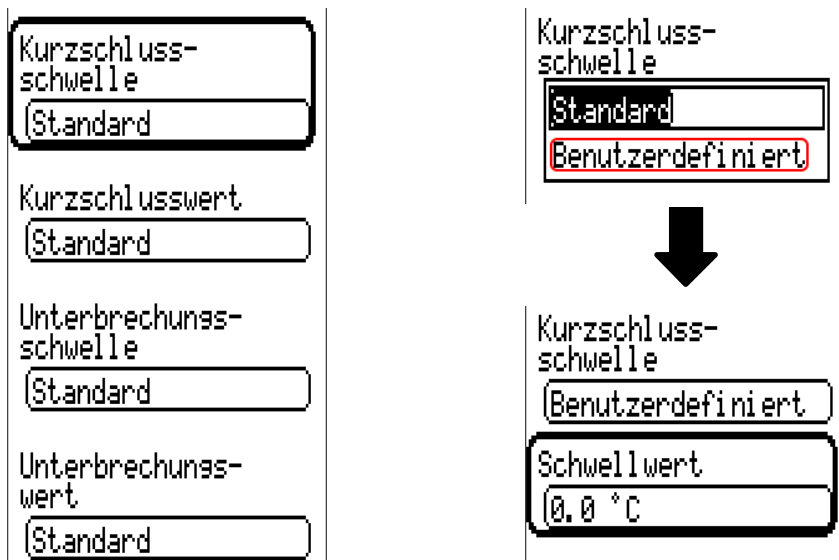 Kurzschluss-
schwelle
Standard
Kurzschlusswert
Standard
Unterbrechungs-
schwelle
Standard
Unterbrechungs-
wert
Standard
Kurzschluss-
schwelle
Standard
Benutzerdefiniert
Kurzschluss-
schwelle
Benutzerdefiniert
Schwellwert
0.0 °C